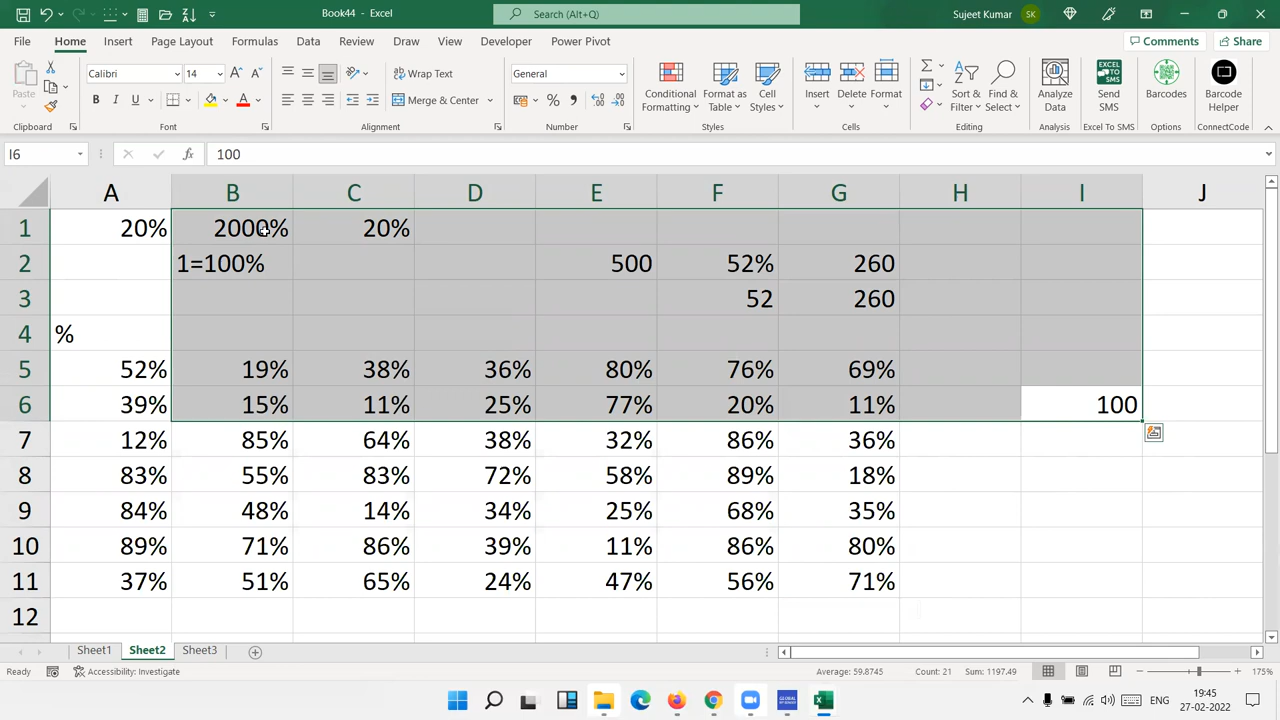 Book44 - Excel
Search (Alt+Q)
Sujeet Kumar
SK
File Home Insert Page Layout Formulas Data Review View Developer Power Pivot
Comments Share
Paste
Calibri 14
Wrap Text
General
B I U
Merge & Center
Conditional Formatting
Format as Table
Cell Styles
Insert
Delete
Format
Sort & Filter
Find & Select
Analyze Data
Send SMS
Barcodes
Barcode Helper
Clipboard Font Alignment Number Styles Cells Editing Analysis Excel To SMS Options ConnectCode
I6 fx 100
A B C D E F G H I J
1 20% 2000% 20%
2 1=100% 500 52% 260
3 52 260
4 %
5 52% 19% 38% 36% 80% 76% 69%
6 39% 15% 11% 25% 77% 20% 11% 100
7 12% 85% 64% 38% 32% 86% 36%
8 83% 55% 83% 72% 58% 89% 18%
9 84% 48% 14% 34% 25% 68% 35%
10 89% 71% 86% 39% 11% 86% 80%
11 37% 51% 65% 24% 47% 56% 71%
12
Sheet1 Sheet2 Sheet3
Ready Accessibility: Investigate Average: 59.8745 Count: 21 Sum: 1197.49 175%
ENG 19:45
27-02-2022